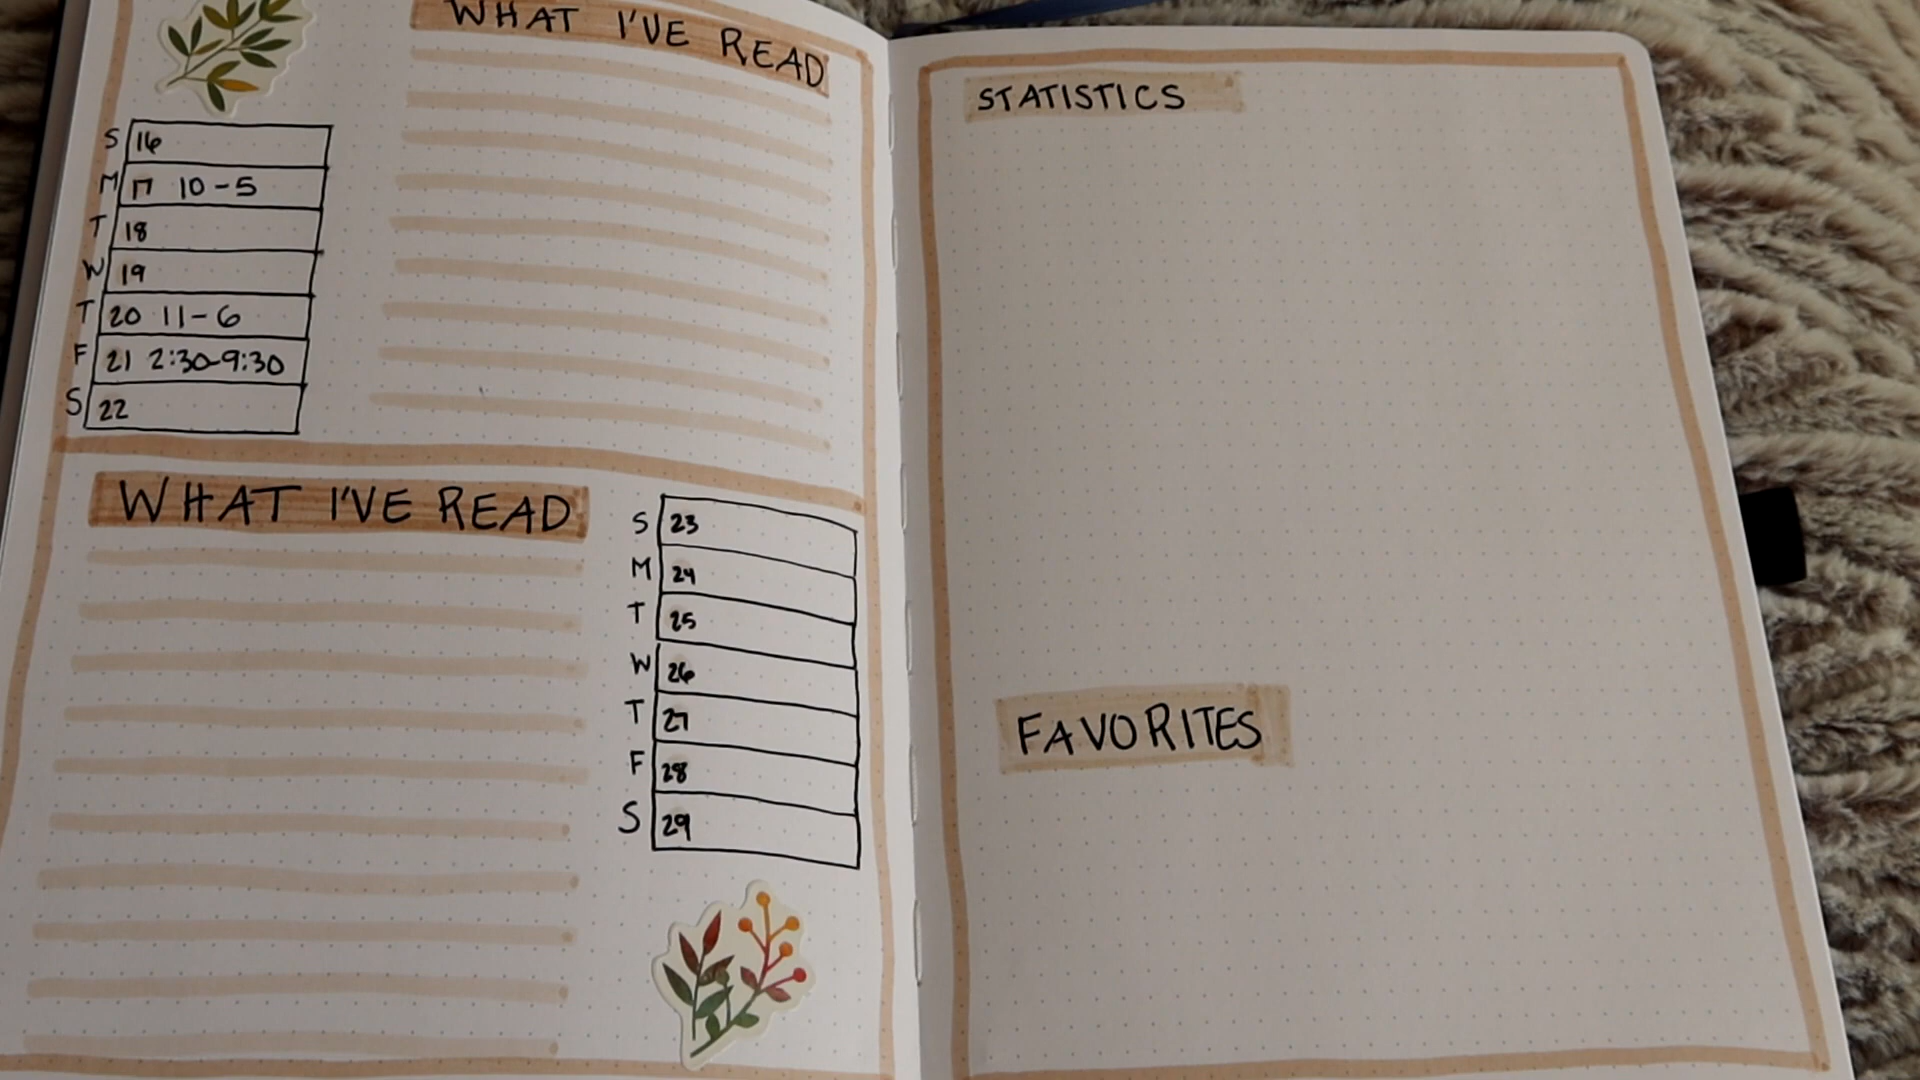 WHAT I'VE READ
S 16
M 17 10-5
T 18
W 19
T 20 11-6
F 21 2:30-9:30
S 22
WHAT I'VE READ
S 23
M 24
T 25
W 26
T 27
F 28
S 29
STATISTICS
FAVORITES